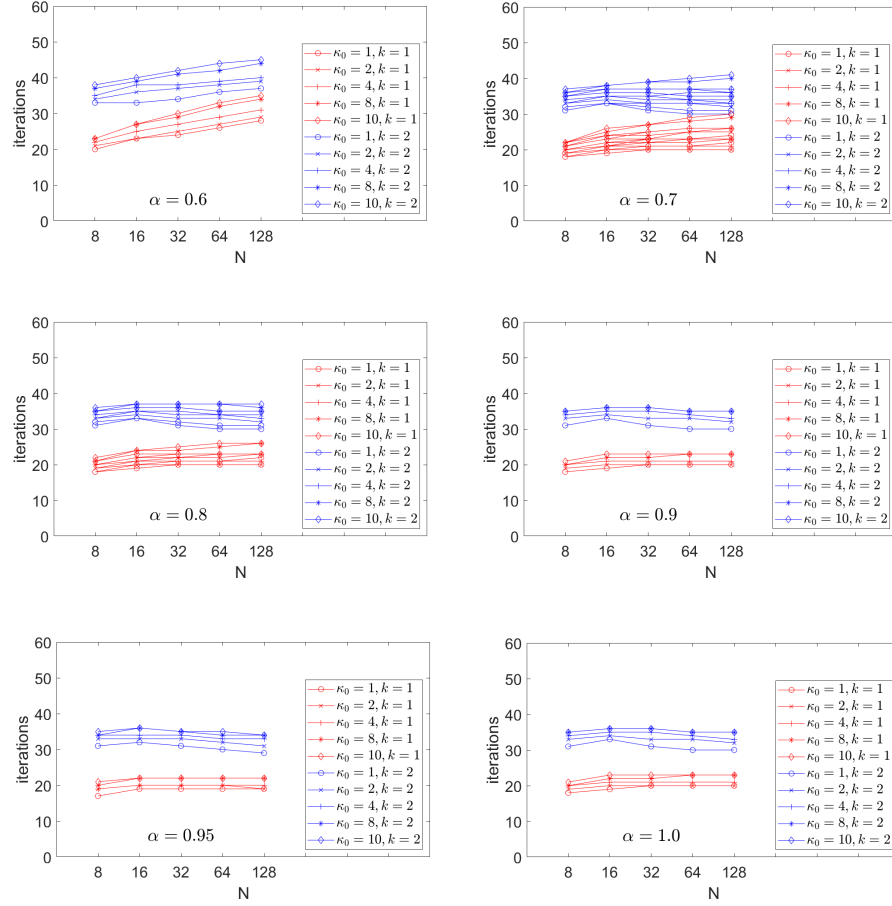 60
50
40
30
20
10
0
iterations
8 16 32 64 128
N
α = 0.6
κ₀ = 1, k = 1
κ₀ = 2, k = 1
κ₀ = 4, k = 1
κ₀ = 8, k = 1
κ₀ = 10, k = 1
κ₀ = 1, k = 2
κ₀ = 2, k = 2
κ₀ = 4, k = 2
κ₀ = 8, k = 2
κ₀ = 10, k = 2
60
50
40
30
20
10
0
iterations
8 16 32 64 128
N
α = 0.7
κ₀ = 1, k = 1
κ₀ = 2, k = 1
κ₀ = 4, k = 1
κ₀ = 8, k = 1
κ₀ = 10, k = 1
κ₀ = 1, k = 2
κ₀ = 2, k = 2
κ₀ = 4, k = 2
κ₀ = 8, k = 2
κ₀ = 10, k = 2
60
50
40
30
20
10
0
iterations
8 16 32 64 128
N
α = 0.8
κ₀ = 1, k = 1
κ₀ = 2, k = 1
κ₀ = 4, k = 1
κ₀ = 8, k = 1
κ₀ = 10, k = 1
κ₀ = 1, k = 2
κ₀ = 2, k = 2
κ₀ = 4, k = 2
κ₀ = 8, k = 2
κ₀ = 10, k = 2
60
50
40
30
20
10
0
iterations
8 16 32 64 128
N
α = 0.9
κ₀ = 1, k = 1
κ₀ = 2, k = 1
κ₀ = 4, k = 1
κ₀ = 8, k = 1
κ₀ = 10, k = 1
κ₀ = 1, k = 2
κ₀ = 2, k = 2
κ₀ = 4, k = 2
κ₀ = 8, k = 2
κ₀ = 10, k = 2
60
50
40
30
20
10
0
iterations
8 16 32 64 128
N
α = 0.95
κ₀ = 1, k = 1
κ₀ = 2, k = 1
κ₀ = 4, k = 1
κ₀ = 8, k = 1
κ₀ = 10, k = 1
κ₀ = 1, k = 2
κ₀ = 2, k = 2
κ₀ = 4, k = 2
κ₀ = 8, k = 2
κ₀ = 10, k = 2
60
50
40
30
20
10
0
iterations
8 16 32 64 128
N
α = 1.0
κ₀ = 1, k = 1
κ₀ = 2, k = 1
κ₀ = 4, k = 1
κ₀ = 8, k = 1
κ₀ = 10, k = 1
κ₀ = 1, k = 2
κ₀ = 2, k = 2
κ₀ = 4, k = 2
κ₀ = 8, k = 2
κ₀ = 10, k = 2